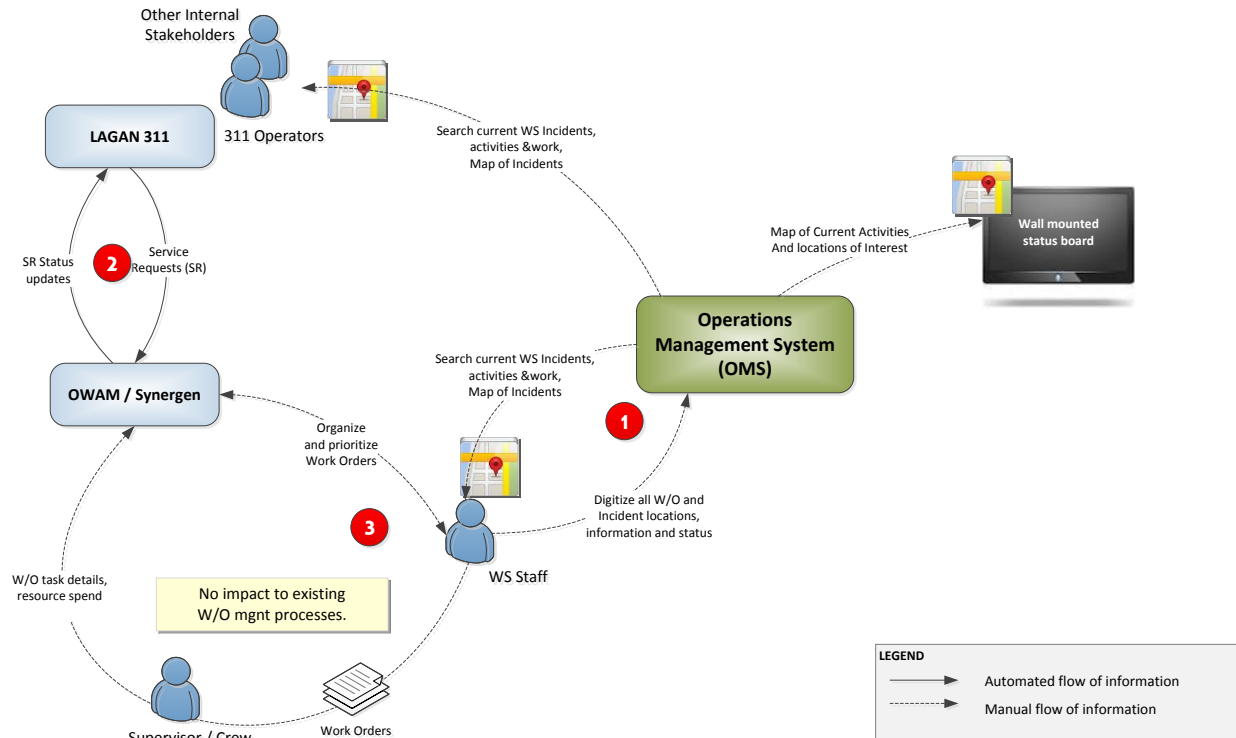 Other Internal
Stakeholders
LAGAN 311
311 Operators
Search current WS Incidents,
activities &work,
Map of Incidents
Wall mounted
status board
Map of Current Activities
And locations of Interest
SR Status
updates
2
Service
Requests (SR)
Operations
Management System
(OMS)
Search current WS Incidents,
activities &work,
Map of Incidents
OWAM / Synergen
1
Organize
and prioritize
Work Orders
Digitize all W/O and
Incident locations,
information and status
3
WS Staff
W/O task details,
resource spend
No impact to existing
W/O mgnt processes.
LEGEND
Automated flow of information
Manual flow of information
Work Orders
Supervisor / Crew